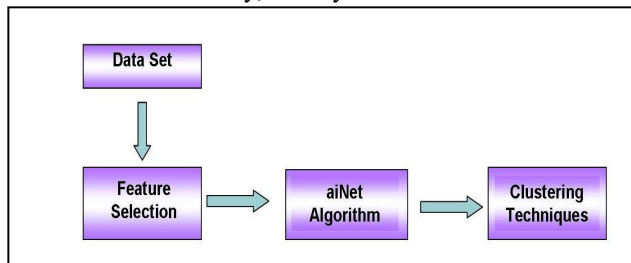 Data Set
Feature
Selection
aiNet
Algorithm
Clustering
Techniques